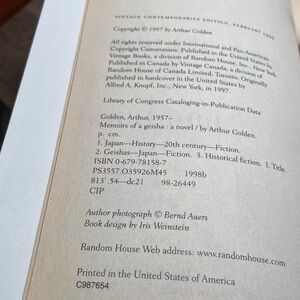 VINTAGE CONTEMPORARIES EDITION, FEBRUARY 1999
Copyright © 1997 by Arthur Golden
All rights reserved under International and Pan-American
Copyright Conventions. Published in the United States by
Vintage Books, a division of Random House, Inc., New York
Published in Canada by Vintage Canada, a division of
Random House of Canada Limited, Toronto. Originally
published in hardcover in the United States by
Alfred A. Knopf, Inc., New York, in 1997.
Library of Congress Cataloging-in-Publication Data
Golden, Arthur, 1957–
Memoirs of a geisha : a novel / by Arthur Golden.
p. cm.
1. Japan—History—20th century—Fiction.
2. Geishas—Japan—Fiction. 3. Historical fiction. 1. Title.
ISBN 0-679-78158-7
PS3557.O35926M45 1998b
813'.54—dc21 98-26449
CIP
Author photograph © Bernd Auers
Book design by Iris Weinstein
Random House Web address: www.randomhouse.com
Printed in the United States of America
C987654